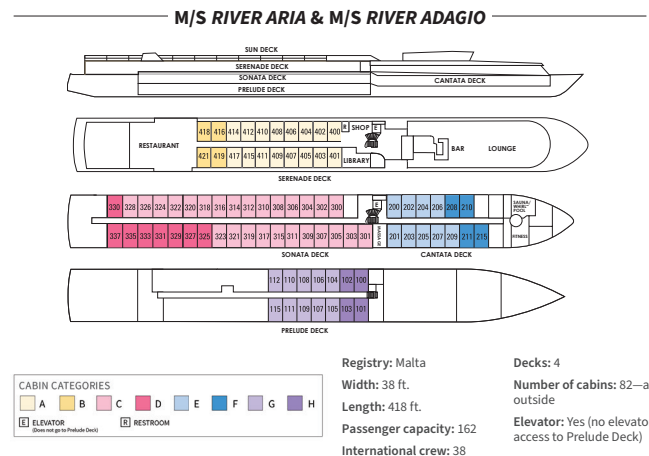 M/S RIVER ARIA & M/S RIVER ADAGIO
SUN DECK
SERENADE DECK
SONATA DECK
CANTATA DECK
PRELUDE DECK
418 416 414 412 410 408 406 404 402 400 R SHOP E
RESTAURANT BAR LOUNGE
421 419 417 415 411 409 407 405 403 401 LIBRARY
SERENADE DECK
330 328 326 324 322 320 318 316 314 312 310 308 306 304 302 300 E 200 202 204 206 208 210 SAUNA/
WHIRL
POOL
337 335 333 331 329 327 325 323 321 319 317 315 311 309 307 305 303 301 201 203 205 207 209 211 215 FITNESS
SONATA DECK CANTATA DECK
112 110 108 106 104 102 100
115 111 109 107 105 103 101
PRELUDE DECK
CABIN CATEGORIES
A B C D E F G H
E ELEVATOR R RESTROOM
(Does not go to Prelude Deck)
Registry: Malta
Width: 38 ft.
Length: 418 ft.
Passenger capacity: 162
International crew: 38
Decks: 4
Number of cabins: 82—a
outside
Elevator: Yes (no elevato
access to Prelude Deck)